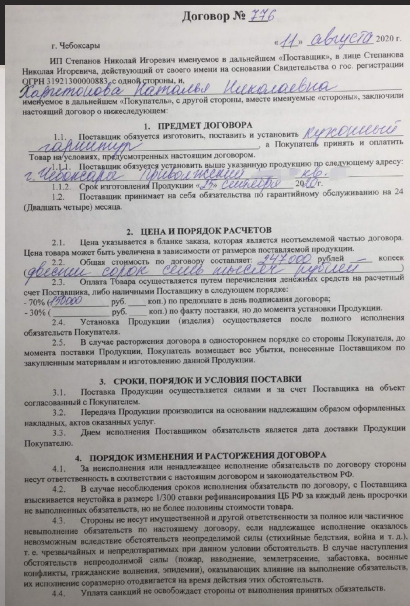 Договор № 776
г. Чебоксары «11» августа 2020 г.
ИП Степанов Николай Игоревич именуемое в дальнейшем «Поставщик», в лице Степанова
Николая Игоревича, действующий от своего имени на основании Свидетельства о гос. регистрации
ОГРН 31921300000883, с одной стороны, и,
Харитонова Наталья Николаевна
именуемое в дальнейшем «Покупатель», с другой стороны, вместе именуемые «стороны», заключили
настоящий договор о нижеследующем:
1. ПРЕДМЕТ ДОГОВОРА
1.1. Поставщик обязуется изготовить, поставить и установить кухонный
гарнитур, а Покупатель принять и оплатить
Товар на условиях, предусмотренных настоящим договором.
1.1.1 Поставщик обязуется установить выше указанную продукцию по следующему адресу:
г. Чебоксары кв.
1.1.2. Срок изготовления Продукции «25» сентября 20 г.
1.2. Поставщик принимает на себя обязательства по гарантийному обслуживанию на 24
(Двадцать четыре) месяца.
2. ЦЕНА И ПОРЯДОК РАСЧЕТОВ
2.1. Цена указывается в бланке заказа, которая является неотъемлемой частью договора.
Цена товара может быть увеличена в зависимости от размеров поставляемой продукции.
2.2. Общая стоимость по договору составляет 247000 рублей копеек
(двести сорок семь тысяч рублей)
2.3. Оплата Товара осуществляется путем перечисления денежных средств на расчетный
счет Поставщика, либо наличными Поставщику в следующем порядке:
- 70% ( руб. коп.) по предоплате в день подписания договора;
- 30% ( руб. коп.) по факту поставки, но до момента установки Продукции.
2.4. Установка Продукции (изделия) осуществляется после полного исполнения
обязательств Покупателя.
2.5. В случае расторжения договора в одностороннем порядке со стороны Покупателя, до
момента поставки Продукции, Покупатель возмещает все убытки, понесенные Поставщиком по
закупленным материалам и изготовлению данной Продукции.
3. СРОКИ, ПОРЯДОК И УСЛОВИЯ ПОСТАВКИ
3.1. Поставка Продукции осуществляется силами и за счет Поставщика на объект
согласованный с Покупателем.
3.2. Передача Продукции производится на основании надлежащим образом оформленных
накладных, актов оказанных услуг.
3.3. Днем исполнения Поставщиком обязательств является дата доставки Продукции
Покупателю.
4. ПОРЯДОК ИЗМЕНЕНИЯ И РАСТОРЖЕНИЯ ДОГОВОРА
4.1. За неисполнения или ненадлежащее исполнение обязательств по договору стороны
несут ответственность в соответствии с настоящим договором и законодательством РФ.
4.2. В случае несоблюдения сроков исполнения обязательства по договору, с Поставщика
взыскивается неустойка в размере 1/300 ставки рефинансирования ЦБ РФ за каждый день просрочки
не выполненных обязательств, но не более половины стоимости товара.
4.3. Стороны не несут имущественной и другой ответственности за полное или частичное
невыполнение обязательств по настоящему договору, если надлежащее исполнение оказалось
невозможным вследствие обстоятельств неопределимой силы (стихийные бедствия, война и т. д.),
т. е. чрезвычайных и непредотвратимых при данном условии обстоятельств. В случае наступления
обстоятельств непреодолимой силы (пожар, наводнение, землетрясение, забастовка, военные
конфликты, гражданские волнения, эпидемии), оказывающих влияние на выполнение обязательств,
их исполнение соразмерно отодвигается на время действия этих обстоятельств.
4.4. Уплата санкций не освобождает стороны от выполнения принятых обязательств.